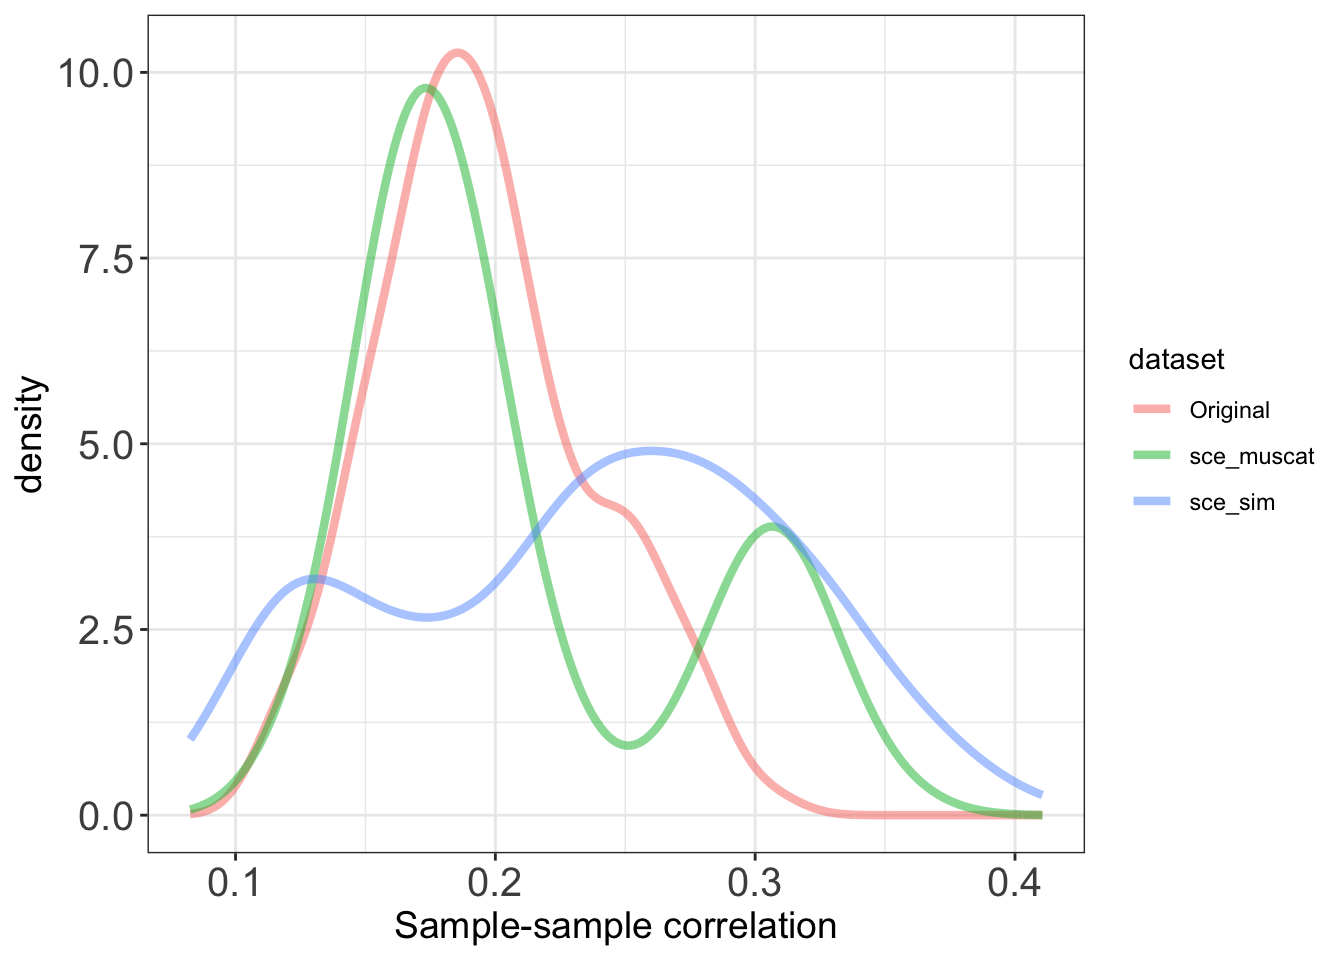 10.0
7.5
5.0
2.5
0.0
density
0.1 0.2 0.3 0.4
Sample-sample correlation
dataset
Original
sce_muscat
sce_sim